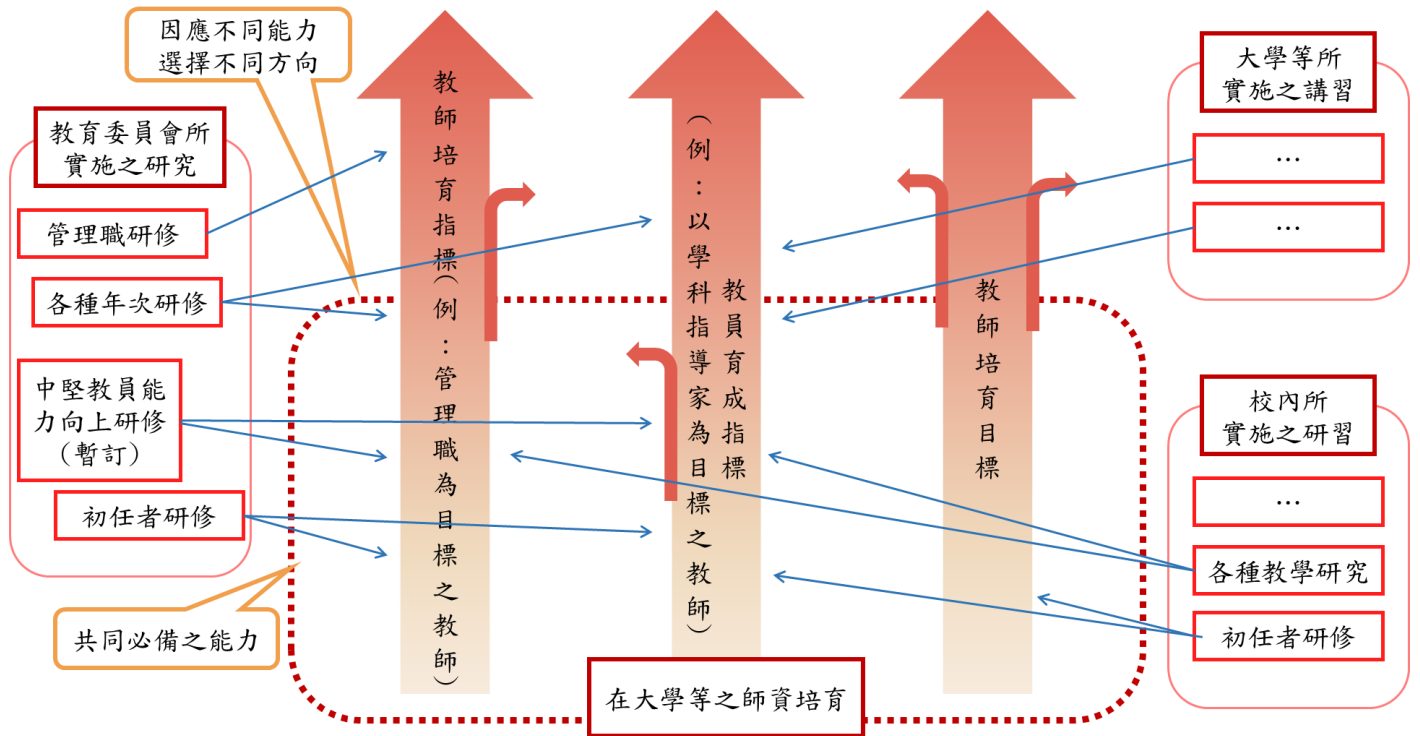 因應不同能力
選擇不同方向
教育委員會所
實施之研究
管理職研修
各種年次研修
中堅教員能
力向上研修
（暫訂）
初任者研修
共同必備之能力
教師培育指標（例：管理職為目標之教師）
教員育成指標
（例：以學科指導家為目標之教師）
教師培育目標
在大學等之師資培育
大學等所
實施之講習
…
…
校內所
實施之研習
…
各種教學研究
初任者研修